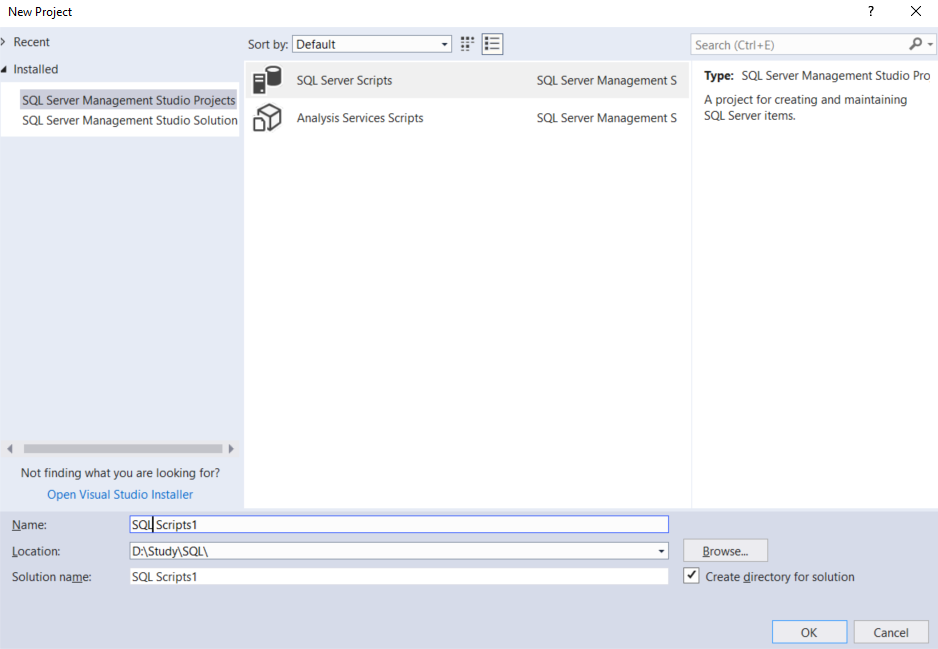 New Project
?
Recent
Installed
SQL Server Management Studio Projects
SQL Server Management Studio Solution
Not finding what you are looking for?
Open Visual Studio Installer
Sort by: Default
Search (Ctrl+E)
SQL Server Scripts SQL Server Management S
Analysis Services Scripts SQL Server Management S
Type: SQL Server Management Studio Pro
A project for creating and maintaining
SQL Server items.
Name: SQL Scripts1
Location: D:\Study\SQL\ Browse...
Solution name: SQL Scripts1 Create directory for solution
OK Cancel